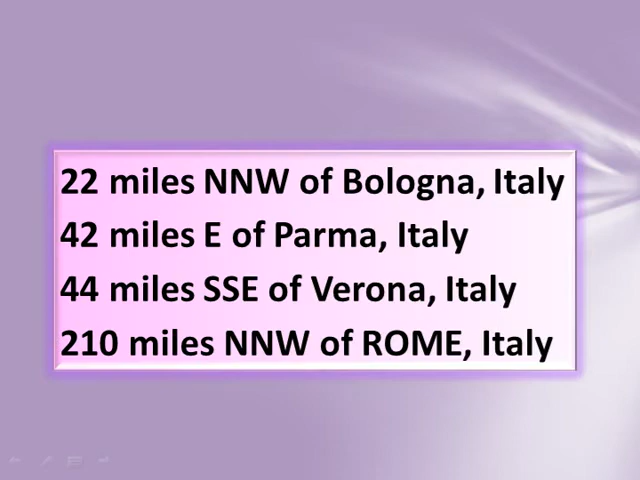 22 miles NNW of Bologna, Italy
42 miles E of Parma, Italy
44 miles SSE of Verona, Italy
210 miles NNW of ROME, Italy